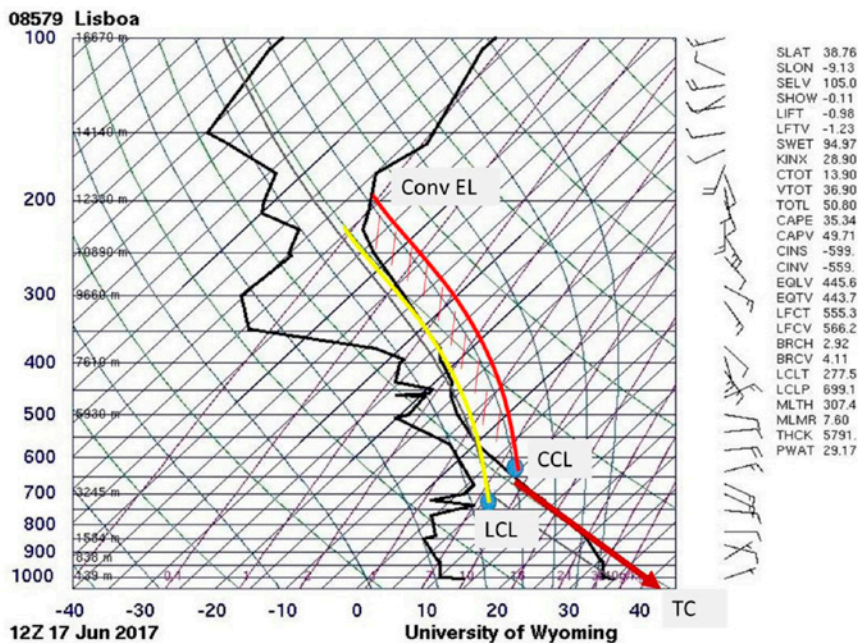 08579 Lisboa
100
16670 m
14140 m
200
12330 m
10890 m
300
9660 m
400
7610 m
500
5930 m
600
700
3245 m
800
900
1000
139 m
Conv EL
CCL
LCL
TC
-40 -30 -20 -10 0 10 20 30 40
12Z 17 Jun 2017 University of Wyoming
SLAT 38.76
SLON -9.13
SELV 105.0
SHOW -0.11
LIFT -0.98
LFTV -1.23
SWET 94.97
KINX 28.90
CTOT 13.90
VTOT 36.90
TOTL 50.80
CAPE 35.34
CAPV 49.71
CINS -599.
CINV -559.
EQLV 445.6
EQTV 443.7
LFCT 555.3
LFCV 566.2
BRCH 2.92
BRCV 4.11
LCLT 277.5
LCLP 699.1
MLTH 307.4
MLMR 7.60
THCK 5791.
PWAT 29.17